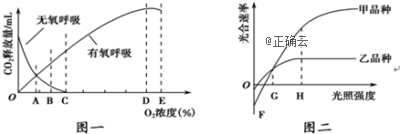 CO₂释放量/mL
无氧呼吸
有氧呼吸
O A B C D E
O₂浓度(%)
图一
光合速率
@正确云
甲品种
乙品种
O F G H
光照强度
图二